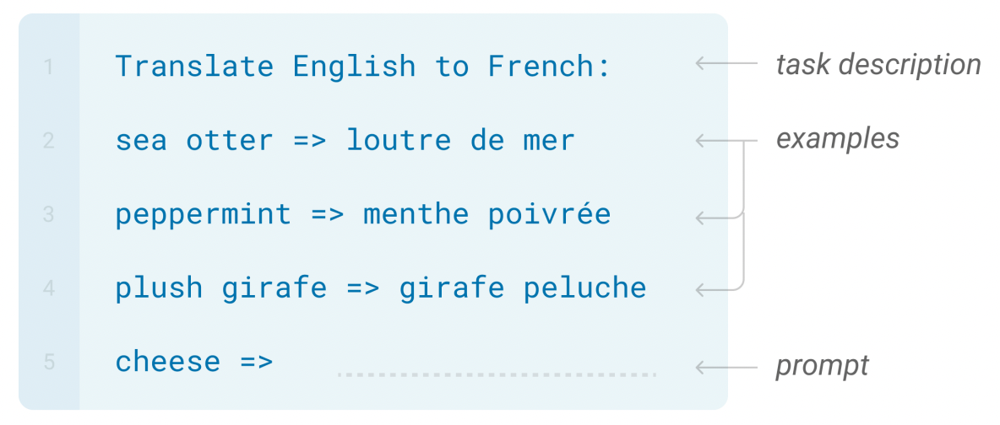 1 Translate English to French: task description
2 sea otter => loutre de mer examples
3 peppermint => menthe poivrée
4 plush girafe => girafe peluche
5 cheese => prompt